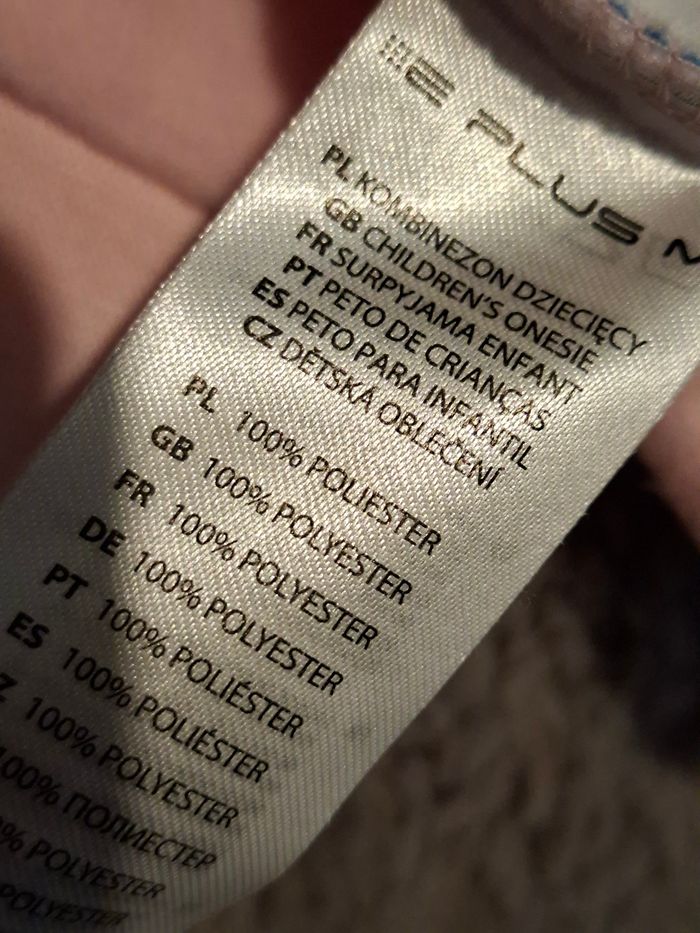 E PLUS M
PL KOMBINEZON DZIECIĘCY
GB CHILDREN'S ONESIE
FR SURPYJAMA ENFANT
PT PETO DE CRIANÇAS
ES PETO PARA INFANTIL
CZ DĚTSKÁ OBLEČENÍ
PL 100% POLIESTER
GB 100% POLYESTER
FR 100% POLYESTER
DE 100% POLYESTER
PT 100% POLIÉSTER
ES 100% POLIÉSTER
Z 100% POLYESTER
100% ПОЛИЕСТЕР
% POLYESTER
POLYESTER